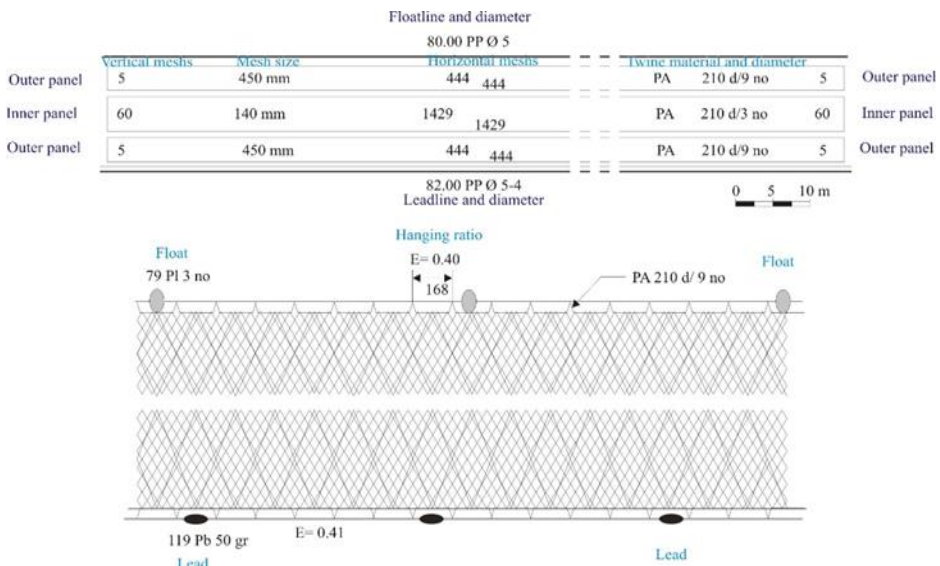 Floatline and diameter
80.00 PP Ø 5
Vertical meshs Mesh size Horizontal meshs Twine material and diameter
Outer panel 5 450 mm 444 444 PA 210 d/9 no 5 Outer panel
Inner panel 60 140 mm 1429 1429 PA 210 d/3 no 60 Inner panel
Outer panel 5 450 mm 444 444 PA 210 d/9 no 5 Outer panel
82.00 PP Ø 5-4
Leadline and diameter
0 5 10 m
Hanging ratio
Float E= 0.40 Float
79 Pl 3 no 168 PA 210 d/ 9 no
119 Pb 50 gr E= 0.41
Lead Lead